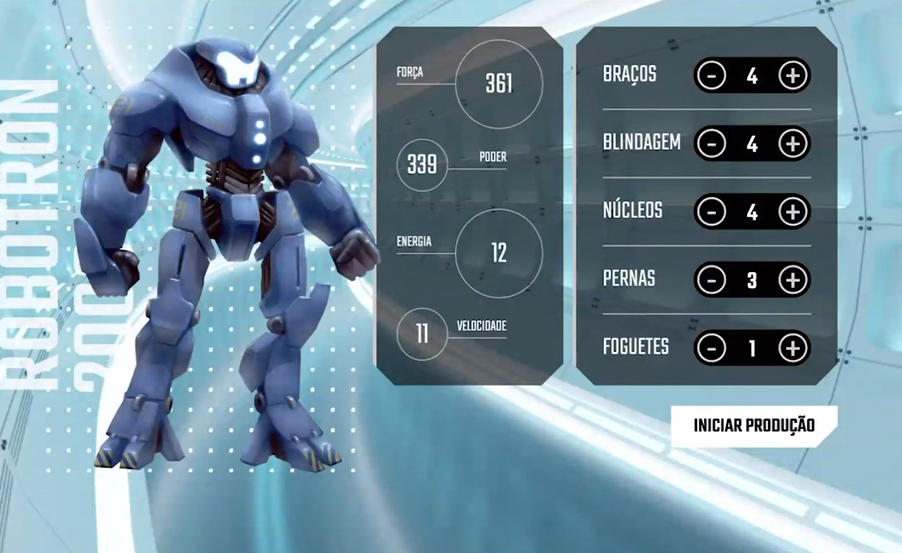 ROBOTRON
2000
FORÇA
361
339
PODER
ENERGIA
12
11
VELOCIDADE
BRAÇOS
- 4 +
BLINDAGEM
- 4 +
NÚCLEOS
- 4 +
PERNAS
- 3 +
FOGUETES
- 1 +
INICIAR PRODUÇÃO